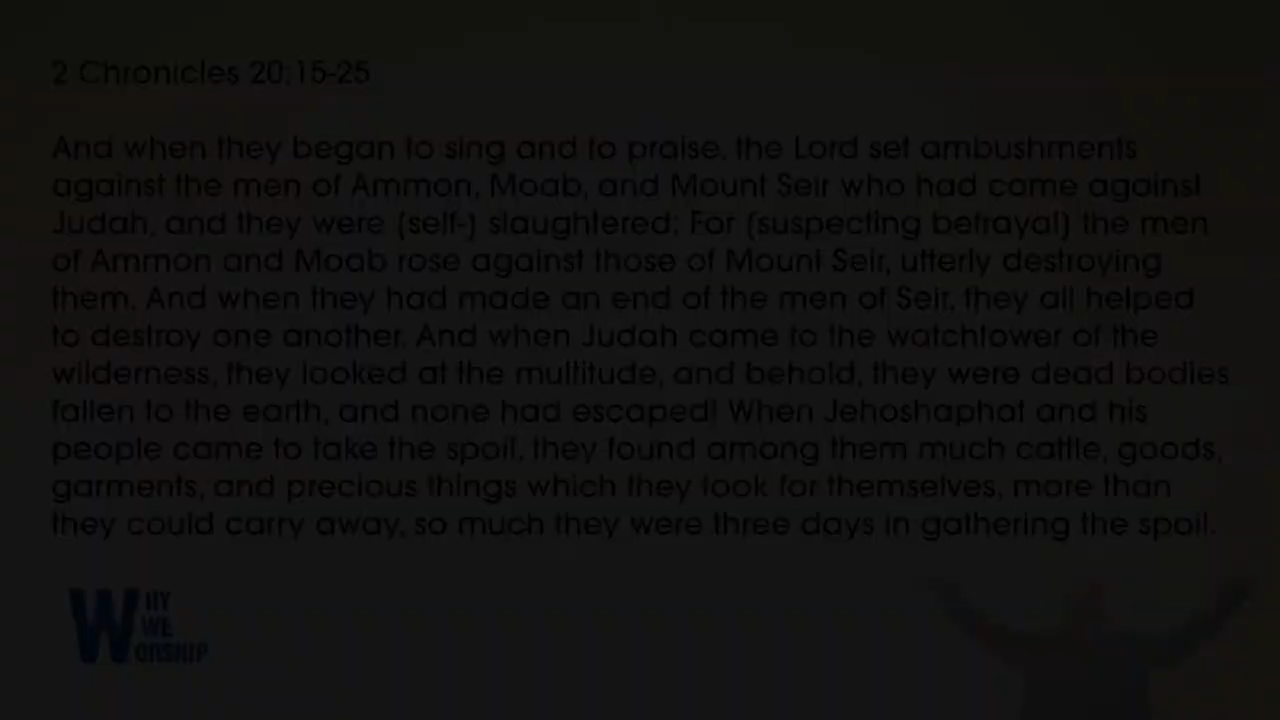 2 Chronicles 20:15-25
And when they began to sing and to praise, the Lord set ambushments
against the men of Ammon, Moab, and Mount Seir who had come against
Judah, and they were (self-) slaughtered; For (suspecting betrayal) the men
of Ammon and Moab rose against those of Mount Seir, utterly destroying
them. And when they had made an end of the men of Seir, they all helped
to destroy one another. And when Judah came to the watchtower of the
wilderness, they looked at the multitude, and behold, they were dead bodies
fallen to the earth, and none had escaped! When Jehoshaphat and his
people came to take the spoil, they found among them much cattle, goods,
garments, and precious things which they took for themselves, more than
they could carry away, so much they were three days in gathering the spoil.
WHY
WE
WORSHIP